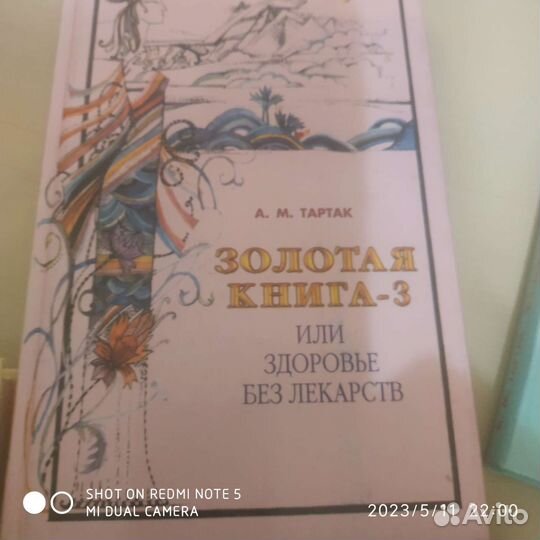 А. М. ТАРТАК
ЗОЛОТАЯ
КНИГА-3
ИЛИ
ЗДОРОВЬЕ
БЕЗ ЛЕКАРСТВ
SHOT ON REDMI NOTE 5
MI DUAL CAMERA
2023/5/11 22:00
Avito